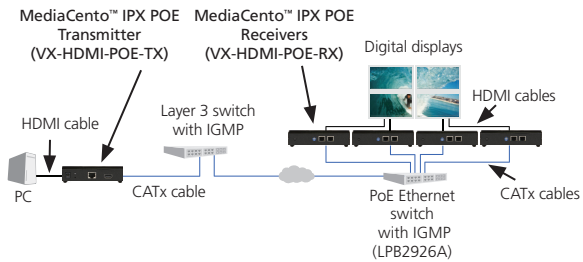 MediaCento™ IPX POE
Transmitter
(VX-HDMI-POE-TX)
MediaCento™ IPX POE
Receivers
(VX-HDMI-POE-RX)
Digital displays
HDMI cables
Layer 3 switch
with IGMP
HDMI cable
PC
CATx cable
PoE Ethernet
switch
with IGMP
(LPB2926A)
CATx cables